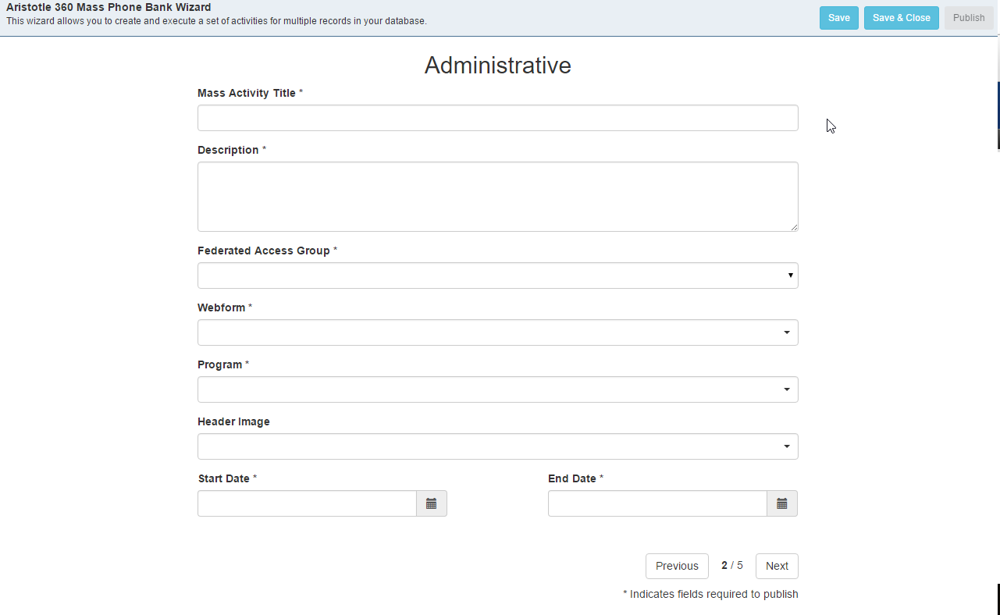 Aristotle 360 Mass Phone Bank Wizard
This wizard allows you to create and execute a set of activities for multiple records in your database.
Save Save & Close Publish
Administrative
Mass Activity Title *
Description *
Federated Access Group *
Webform *
Program *
Header Image
Start Date * End Date *
Previous 2 / 5 Next
* Indicates fields required to publish